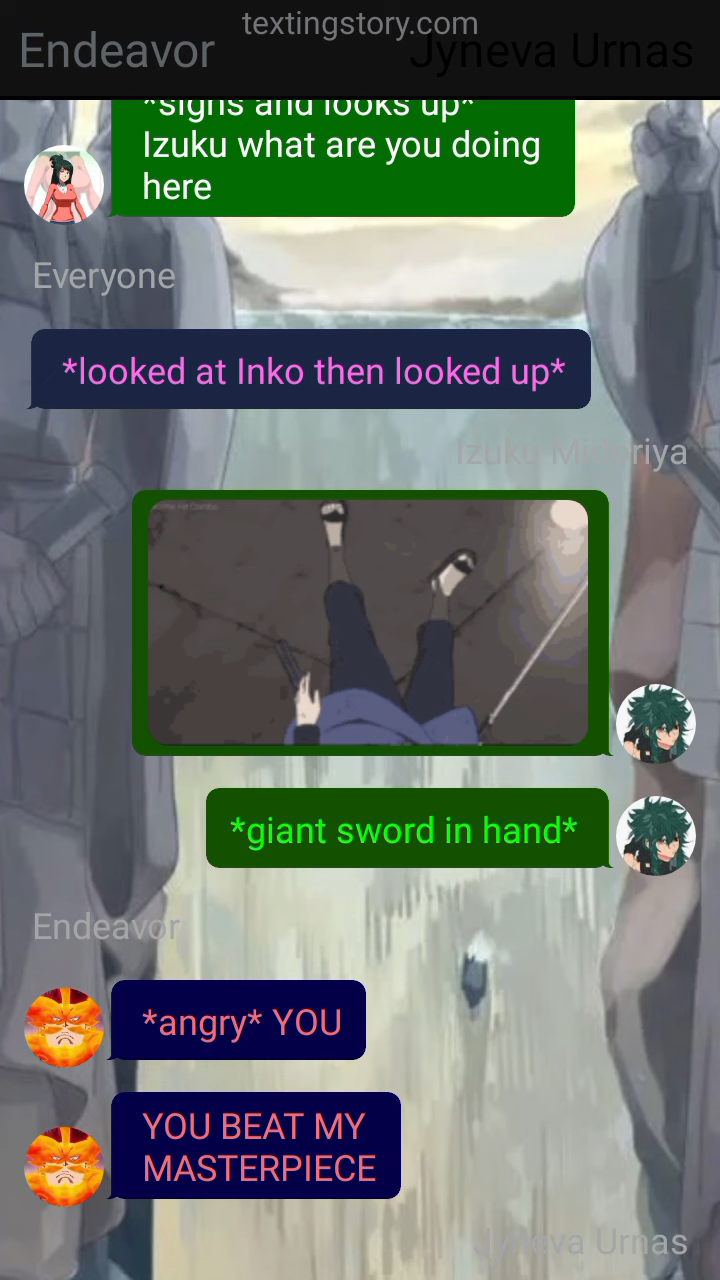 textingstory.com
Endeavor
Jyneva Urnas
*sighs and looks up*
Izuku what are you doing
here
Everyone
*looked at Inko then looked up*
Izuku Midoriya
*giant sword in hand*
Endeavor
*angry* YOU
YOU BEAT MY
MASTERPIECE
Jyneva Urnas